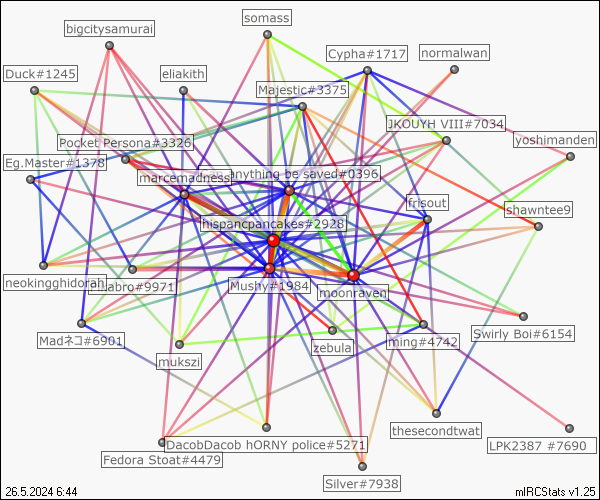 somass
bigcitysamurai
Cypha#1717
normalwan
Duck#1245
eliakith
Majestic#3375
JKOUYH VIII#7034
Pocket Persona#3326
yoshimanden
Eg.Master#1378
marcemadness
anything be saved#0396
frisout
shawntee9
hispancpancakes#2928
neokingghidorah
labro#9971
Mushy#1984
moonraven
Madネコ#6901
zebula
ming#4742
Swirly Boi#6154
mukszi
thesecondtwat
DacobDacob hORNY police#5271
LPK2387 #7690
Fedora Stoat#4479
Silver#7938
26.5.2024 6:44
mIRCStats v1.25